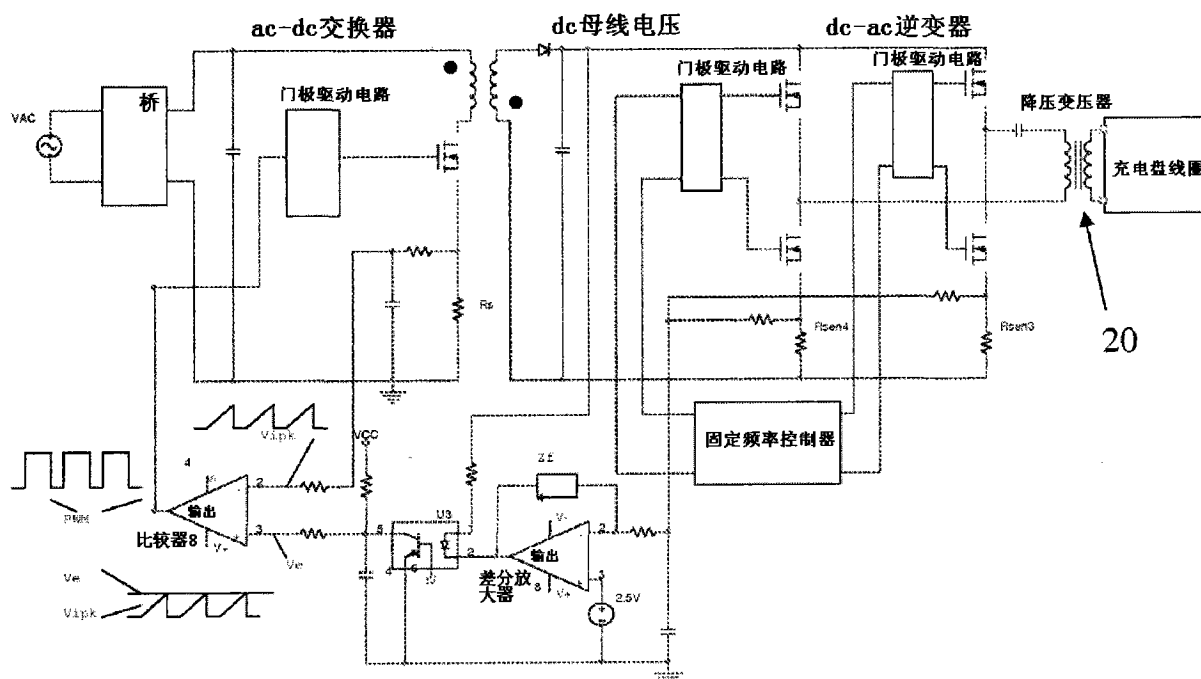 ac-dc交换器
dc母线电压
dc-ac逆变器
桥
VAC
门极驱动电路
门极驱动电路
门极驱动电路
降压变压器
充电盘线圈
Rs
Rsen4
Rsen3
20
固定频率控制器
Vipk
VCC
Zf
4
V-
2
PWM
输出
比较器8
V+
3
Ve
5
U3
4
6
2
V-
2
输出
差分放
大器
8
V+
3
2.5V
Ve
Vipk